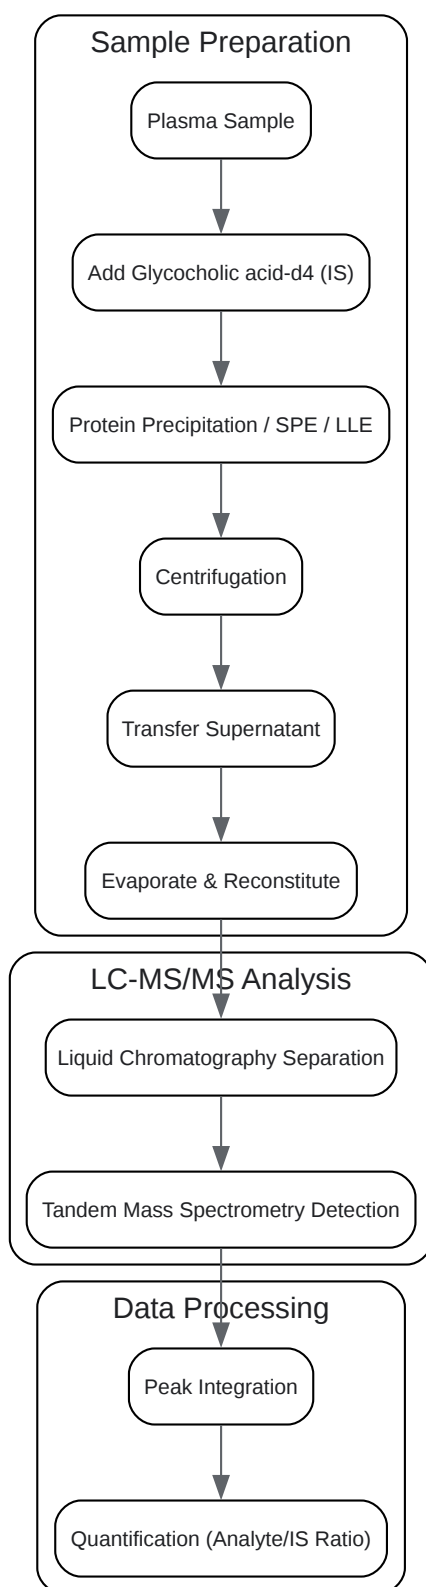 Sample Preparation
Plasma Sample
Add Glycocholic acid-d4 (IS)
Protein Precipitation / SPE / LLE
Centrifugation
Transfer Supernatant
Evaporate & Reconstitute
LC-MS/MS Analysis
Liquid Chromatography Separation
Tandem Mass Spectrometry Detection
Data Processing
Peak Integration
Quantification (Analyte/IS Ratio)